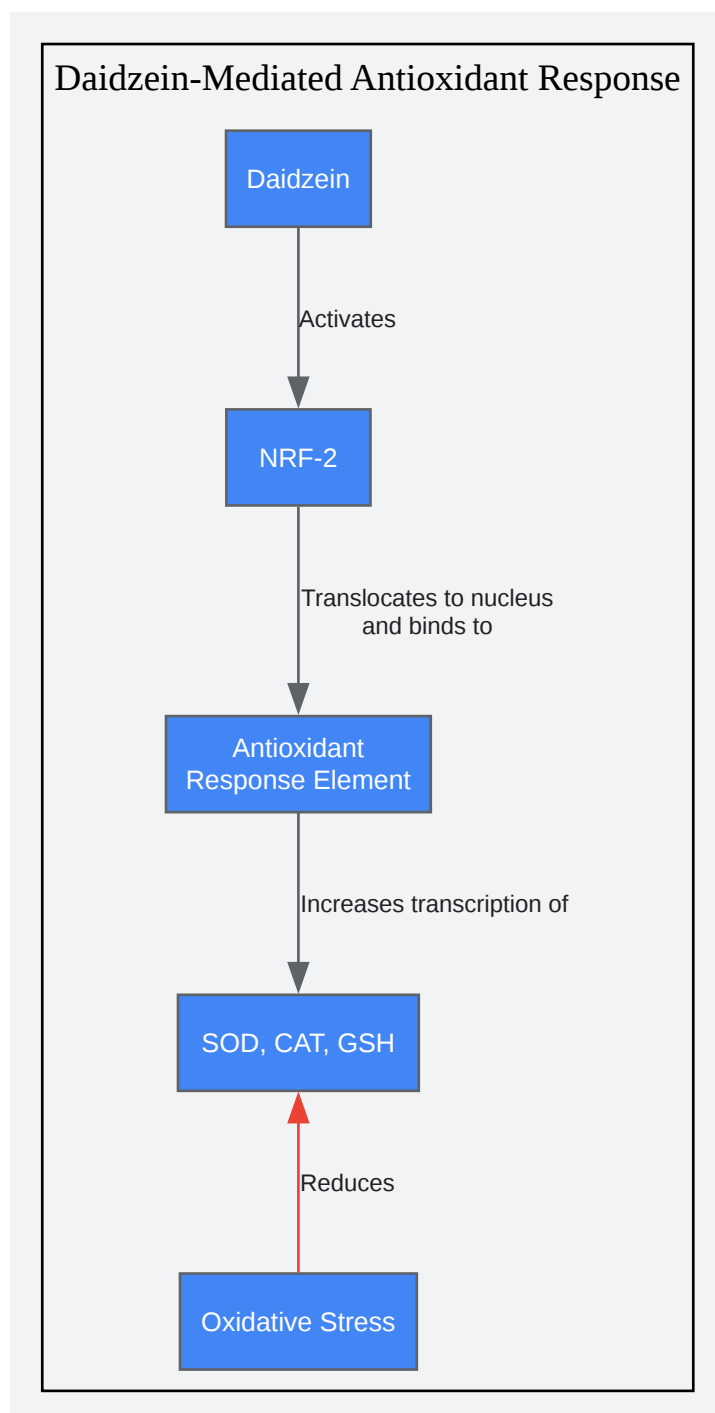 Daidzein-Mediated Antioxidant Response
Daidzein
Activates
NRF-2
Translocates to nucleus
and binds to
Antioxidant
Response Element
Increases transcription of
SOD, CAT, GSH
Reduces
Oxidative Stress